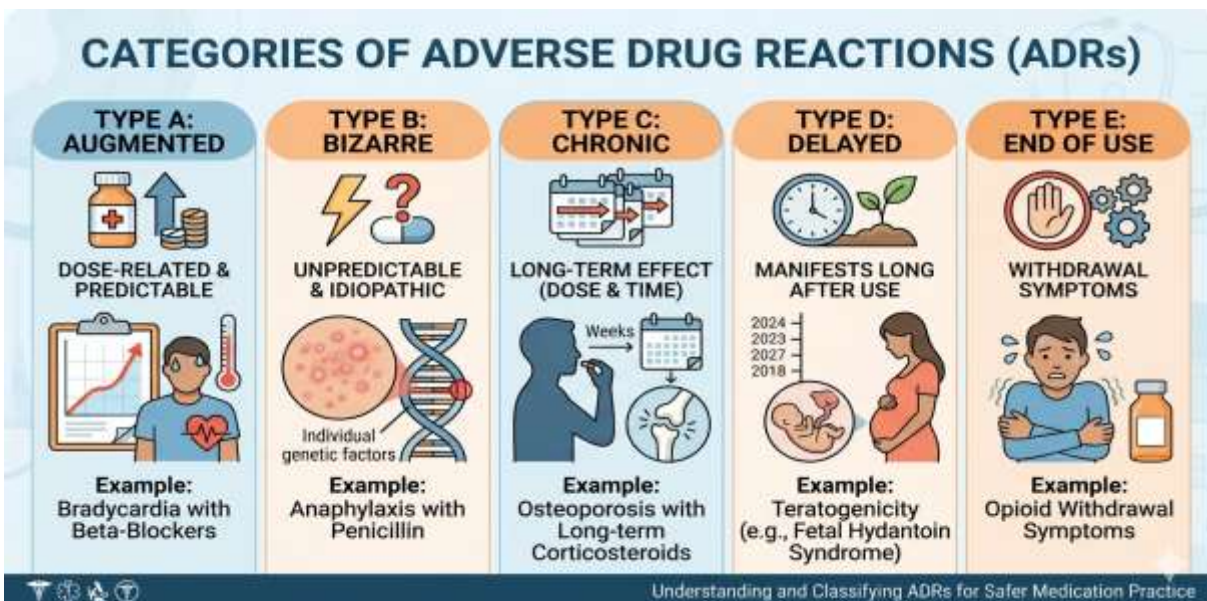 CATEGORIES OF ADVERSE DRUG REACTIONS (ADRs)
TYPE A:
AUGMENTED
DOSE-RELATED &
PREDICTABLE
Example:
Bradycardia with
Beta-Blockers
TYPE B:
BIZARRE
UNPREDICTABLE
& IDIOPATHIC
Individual
genetic factors
Example:
Anaphylaxis with
Penicillin
TYPE C:
CHRONIC
LONG-TERM EFFECT
(DOSE & TIME)
Weeks
Example:
Osteoporosis with
Long-term
Corticosteroids
TYPE D:
DELAYED
MANIFESTS LONG
AFTER USE
2024
2023
2027
2018
Example:
Teratogenicity
(e.g., Fetal Hydantoin
Syndrome)
TYPE E:
END OF USE
WITHDRAWAL
SYMPTOMS
Example:
Opioid Withdrawal
Symptoms
Understanding and Classifying ADRs for Safer Medication Practice